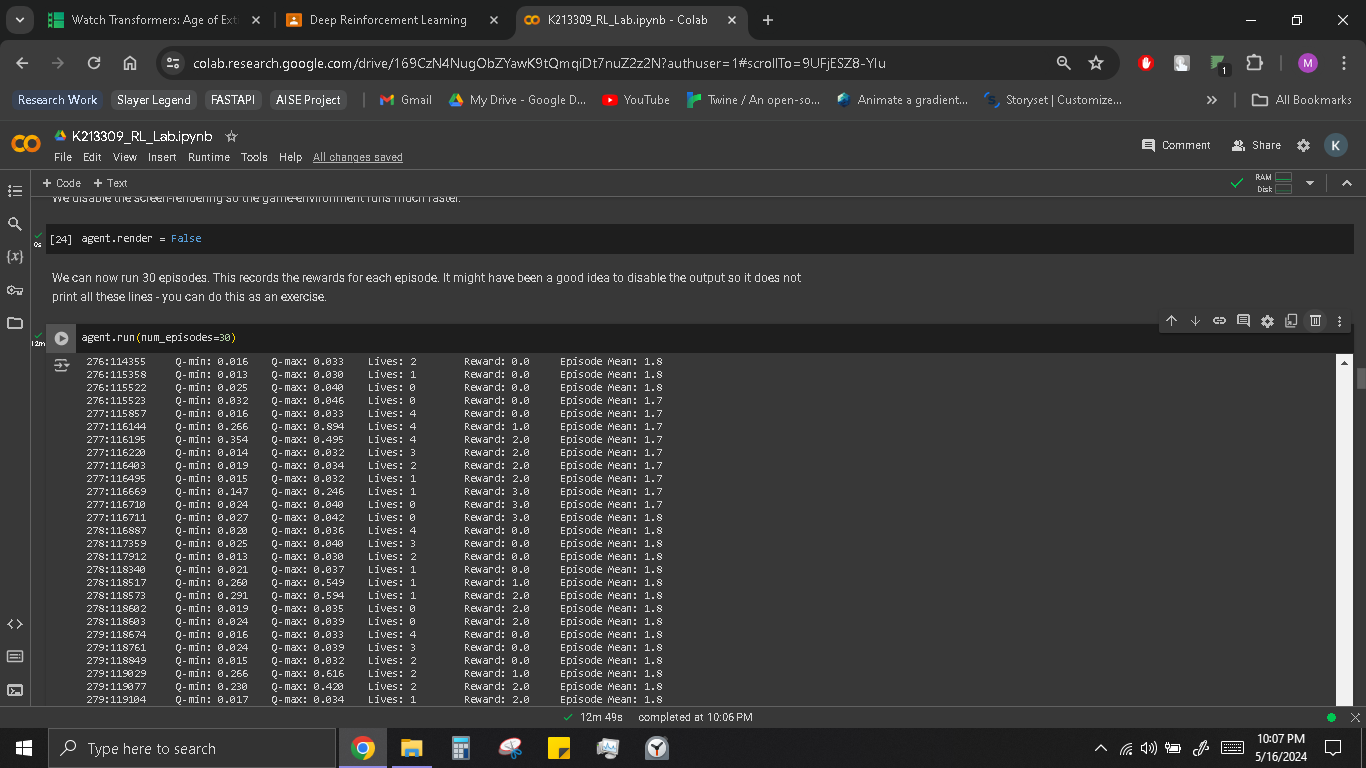 Watch Transformers: Age of Ext
Deep Reinforcement Learning
K213309_RL_Lab.ipynb - Colab
colab.research.google.com/drive/169CzN4NugObZYawK9tQmqiDt7nuZ2z2N?authuser=1#scrollTo=9UFjESZ8-YIu
1
M
Research Work
Slayer Legend
FASTAPI
AISE Project
Gmail
My Drive - Google D...
YouTube
Twine / An open-so...
Animate a gradient...
Storyset | Customize...
All Bookmarks
K213309_RL_Lab.ipynb
File Edit View Insert Runtime Tools Help All changes saved
Comment
Share
K
+ Code + Text
RAM
Disk
We disable the screen-rendering so the game-environment runs much faster.
0s
[24] agent.render = False
We can now run 30 episodes. This records the rewards for each episode. It might have been a good idea to disable the output so it does not
print all these lines - you can do this as an exercise.
12m
agent.run(num_episodes=30)
276:114355 Q-min: 0.016 Q-max: 0.033 Lives: 2 Reward: 0.0 Episode Mean: 1.8
276:115358 Q-min: 0.013 Q-max: 0.030 Lives: 1 Reward: 0.0 Episode Mean: 1.8
276:115522 Q-min: 0.025 Q-max: 0.040 Lives: 0 Reward: 0.0 Episode Mean: 1.8
276:115523 Q-min: 0.032 Q-max: 0.046 Lives: 0 Reward: 0.0 Episode Mean: 1.7
277:115857 Q-min: 0.016 Q-max: 0.033 Lives: 4 Reward: 0.0 Episode Mean: 1.7
277:116144 Q-min: 0.266 Q-max: 0.894 Lives: 4 Reward: 1.0 Episode Mean: 1.7
277:116195 Q-min: 0.354 Q-max: 0.495 Lives: 4 Reward: 2.0 Episode Mean: 1.7
277:116220 Q-min: 0.014 Q-max: 0.032 Lives: 3 Reward: 2.0 Episode Mean: 1.7
277:116403 Q-min: 0.019 Q-max: 0.034 Lives: 2 Reward: 2.0 Episode Mean: 1.7
277:116495 Q-min: 0.015 Q-max: 0.032 Lives: 1 Reward: 2.0 Episode Mean: 1.7
277:116669 Q-min: 0.147 Q-max: 0.246 Lives: 1 Reward: 3.0 Episode Mean: 1.7
277:116710 Q-min: 0.024 Q-max: 0.040 Lives: 0 Reward: 3.0 Episode Mean: 1.7
277:116711 Q-min: 0.027 Q-max: 0.042 Lives: 0 Reward: 3.0 Episode Mean: 1.8
278:116887 Q-min: 0.020 Q-max: 0.036 Lives: 4 Reward: 0.0 Episode Mean: 1.8
278:117359 Q-min: 0.025 Q-max: 0.040 Lives: 3 Reward: 0.0 Episode Mean: 1.8
278:117912 Q-min: 0.013 Q-max: 0.030 Lives: 2 Reward: 0.0 Episode Mean: 1.8
278:118340 Q-min: 0.021 Q-max: 0.037 Lives: 1 Reward: 0.0 Episode Mean: 1.8
278:118517 Q-min: 0.260 Q-max: 0.549 Lives: 1 Reward: 1.0 Episode Mean: 1.8
278:118573 Q-min: 0.291 Q-max: 0.594 Lives: 1 Reward: 2.0 Episode Mean: 1.8
278:118602 Q-min: 0.019 Q-max: 0.035 Lives: 0 Reward: 2.0 Episode Mean: 1.8
278:118603 Q-min: 0.024 Q-max: 0.039 Lives: 0 Reward: 2.0 Episode Mean: 1.8
279:118674 Q-min: 0.016 Q-max: 0.033 Lives: 4 Reward: 0.0 Episode Mean: 1.8
279:118761 Q-min: 0.024 Q-max: 0.039 Lives: 3 Reward: 0.0 Episode Mean: 1.8
279:118849 Q-min: 0.015 Q-max: 0.032 Lives: 2 Reward: 0.0 Episode Mean: 1.8
279:119029 Q-min: 0.266 Q-max: 0.616 Lives: 2 Reward: 1.0 Episode Mean: 1.8
279:119077 Q-min: 0.230 Q-max: 0.420 Lives: 2 Reward: 2.0 Episode Mean: 1.8
279:119104 Q-min: 0.017 Q-max: 0.034 Lives: 1 Reward: 2.0 Episode Mean: 1.8
12m 49s completed at 10:06 PM
Type here to search
10:07 PM
5/16/2024